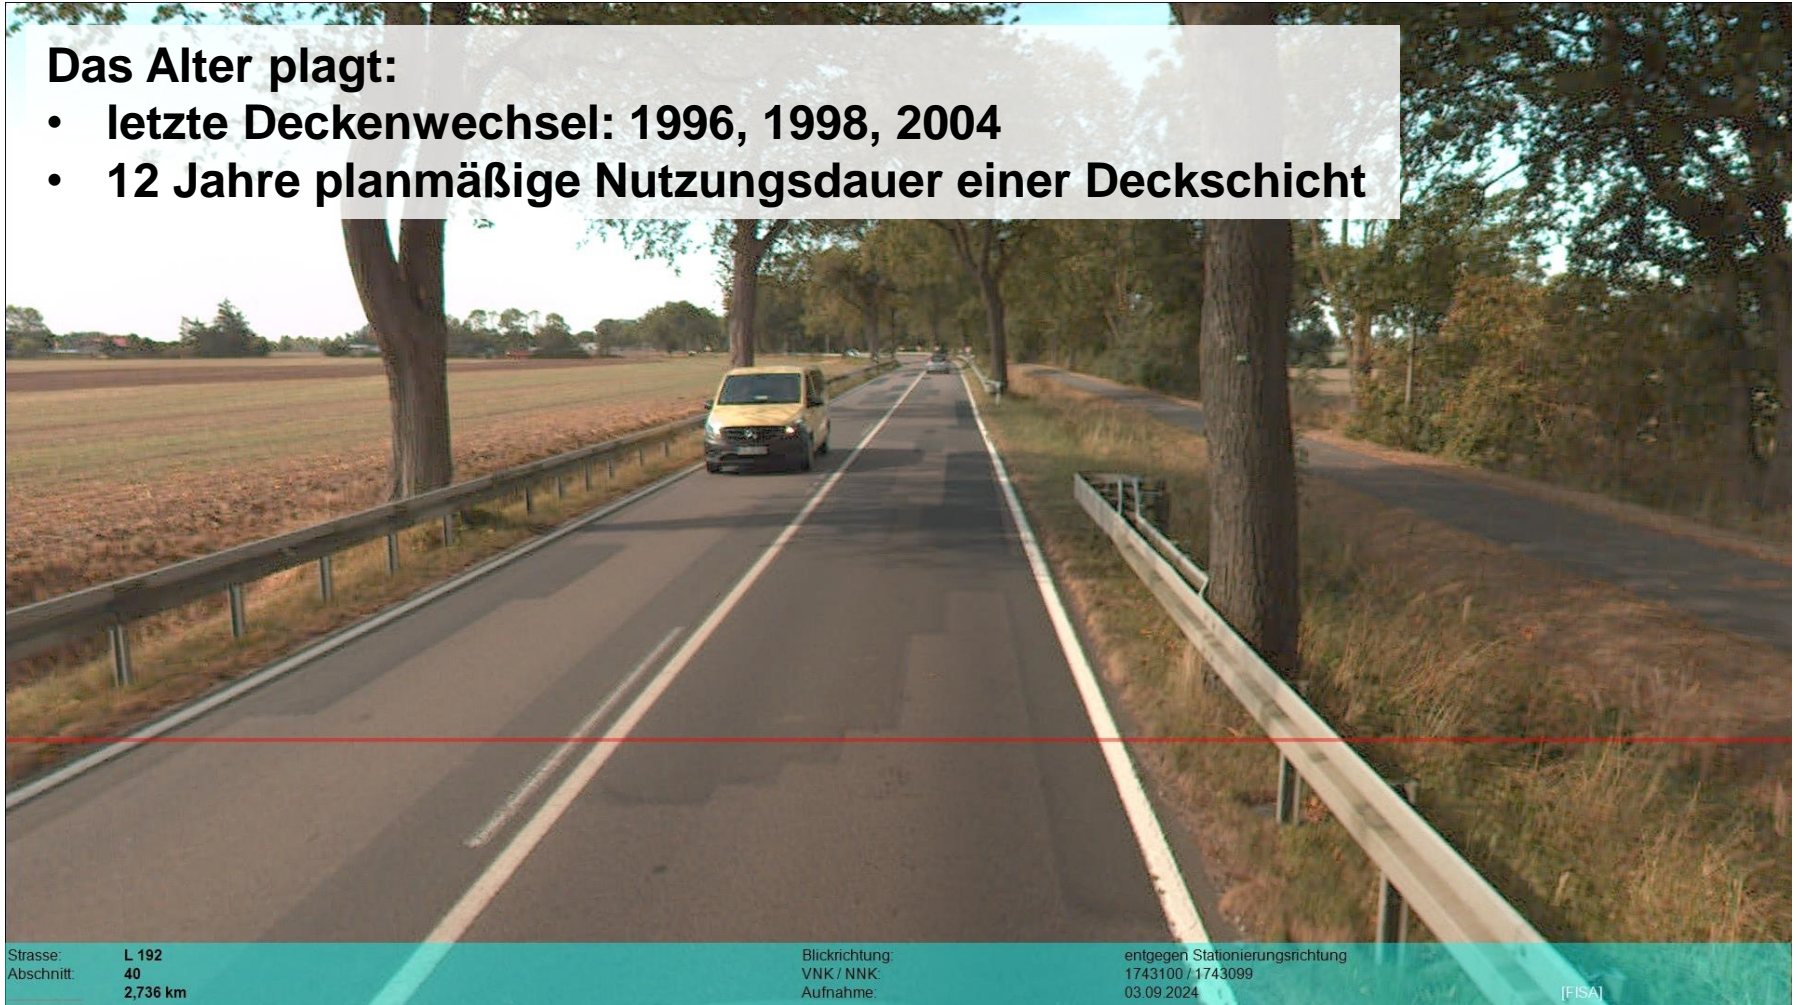 Das Alter plagt:
• letzte Deckenwechsel: 1996, 1998, 2004
• 12 Jahre planmäßige Nutzungsdauer einer Deckschicht
Strasse: L 192 Blickrichtung: entgegen Stationierungsrichtung
Abschnitt: 40 VNK / NNK: 1743100 / 1743099
2,736 km Aufnahme: 03.09.2024 [FISA]